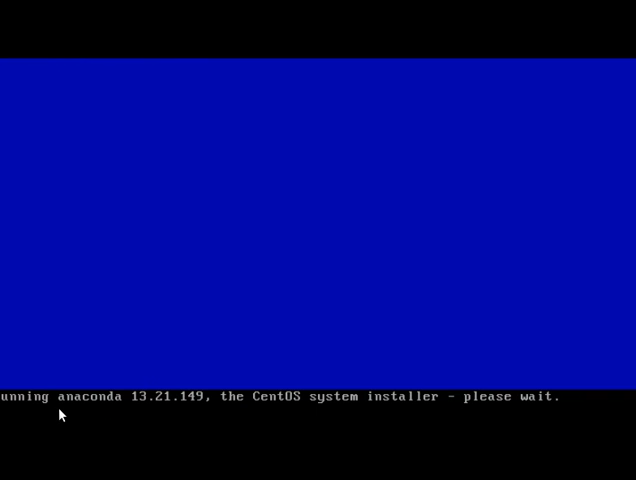 unning anaconda 13.21.149, the CentOS system installer - please wait.